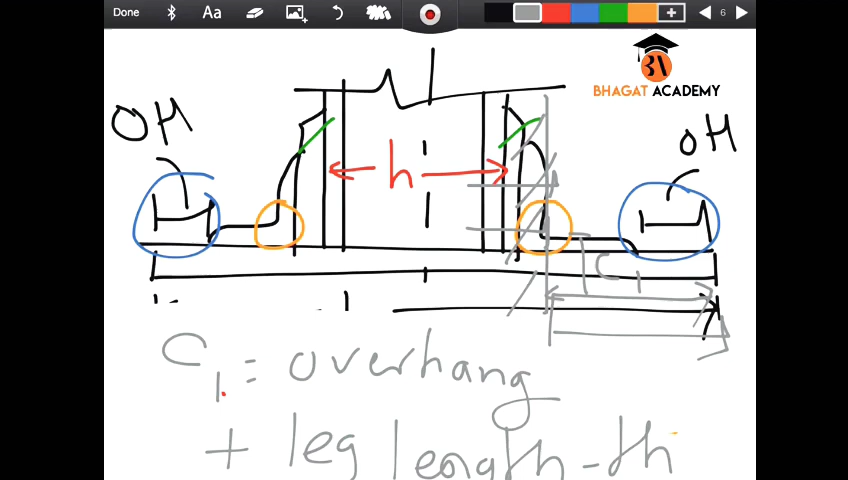 Done Aa 6
BHAGAT ACADEMY
OH OH
h
C1
C1 = overhang
+ leg length - th